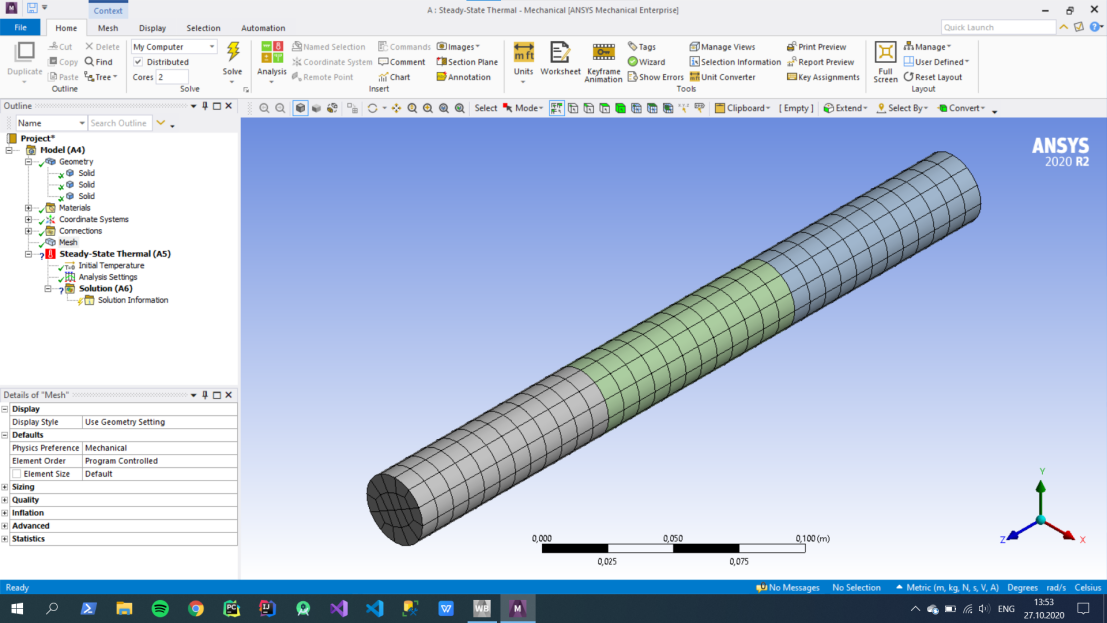 Context
A : Steady-State Thermal - Mechanical [ANSYS Mechanical Enterprise]
File Home Mesh Display Selection Automation
Quick Launch
Duplicate
Cut
Copy
Paste
Delete
Find
Tree
Outline
My Computer
Distributed
Cores 2
Solve
Solve
Analysis
Named Selection
Coordinate System
Remote Point
Commands
Comment
Chart
Images
Section Plane
Annotation
Insert
Units
Worksheet
Keyframe
Animation
Tags
Wizard
Show Errors
Manage Views
Selection Information
Unit Converter
Print Preview
Report Preview
Key Assignments
Tools
Full
Screen
Manage
User Defined
Reset Layout
Layout
Outline
Name Search Outline
Select Mode Clipboard [ Empty ] Extend Select By Convert
Project*
Model (A4)
Geometry
Solid
Solid
Solid
Materials
Coordinate Systems
Connections
Mesh
Steady-State Thermal (A5)
T=0 Initial Temperature
Analysis Settings
Solution (A6)
Solution Information
ANSYS
2020 R2
Details of "Mesh"
Display
Display Style Use Geometry Setting
Defaults
Physics Preference Mechanical
Element Order Program Controlled
Element Size Default
Sizing
Quality
Inflation
Advanced
Statistics
0,000 0,050 0,100 (m)
0,025 0,075
Y
Z X
Ready
No Messages No Selection Metric (m, kg, N, s, V, A) Degrees rad/s Celsius
WB M
ENG
13:53
27.10.2020